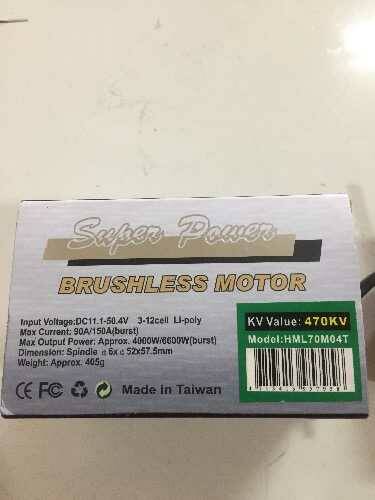 Super Power
BRUSHLESS MOTOR
Input Voltage:DC11.1-50.4V 3-12cell Li-poly
Max Current: 90A/150A(burst)
Max Output Power: Approx. 4000W/6600W(burst)
Dimension: Spindle 6x 52x57.5mm
Weight: Approx. 405g
KV Value: 470KV
Model:HML70M04T
FC CE Made in Taiwan